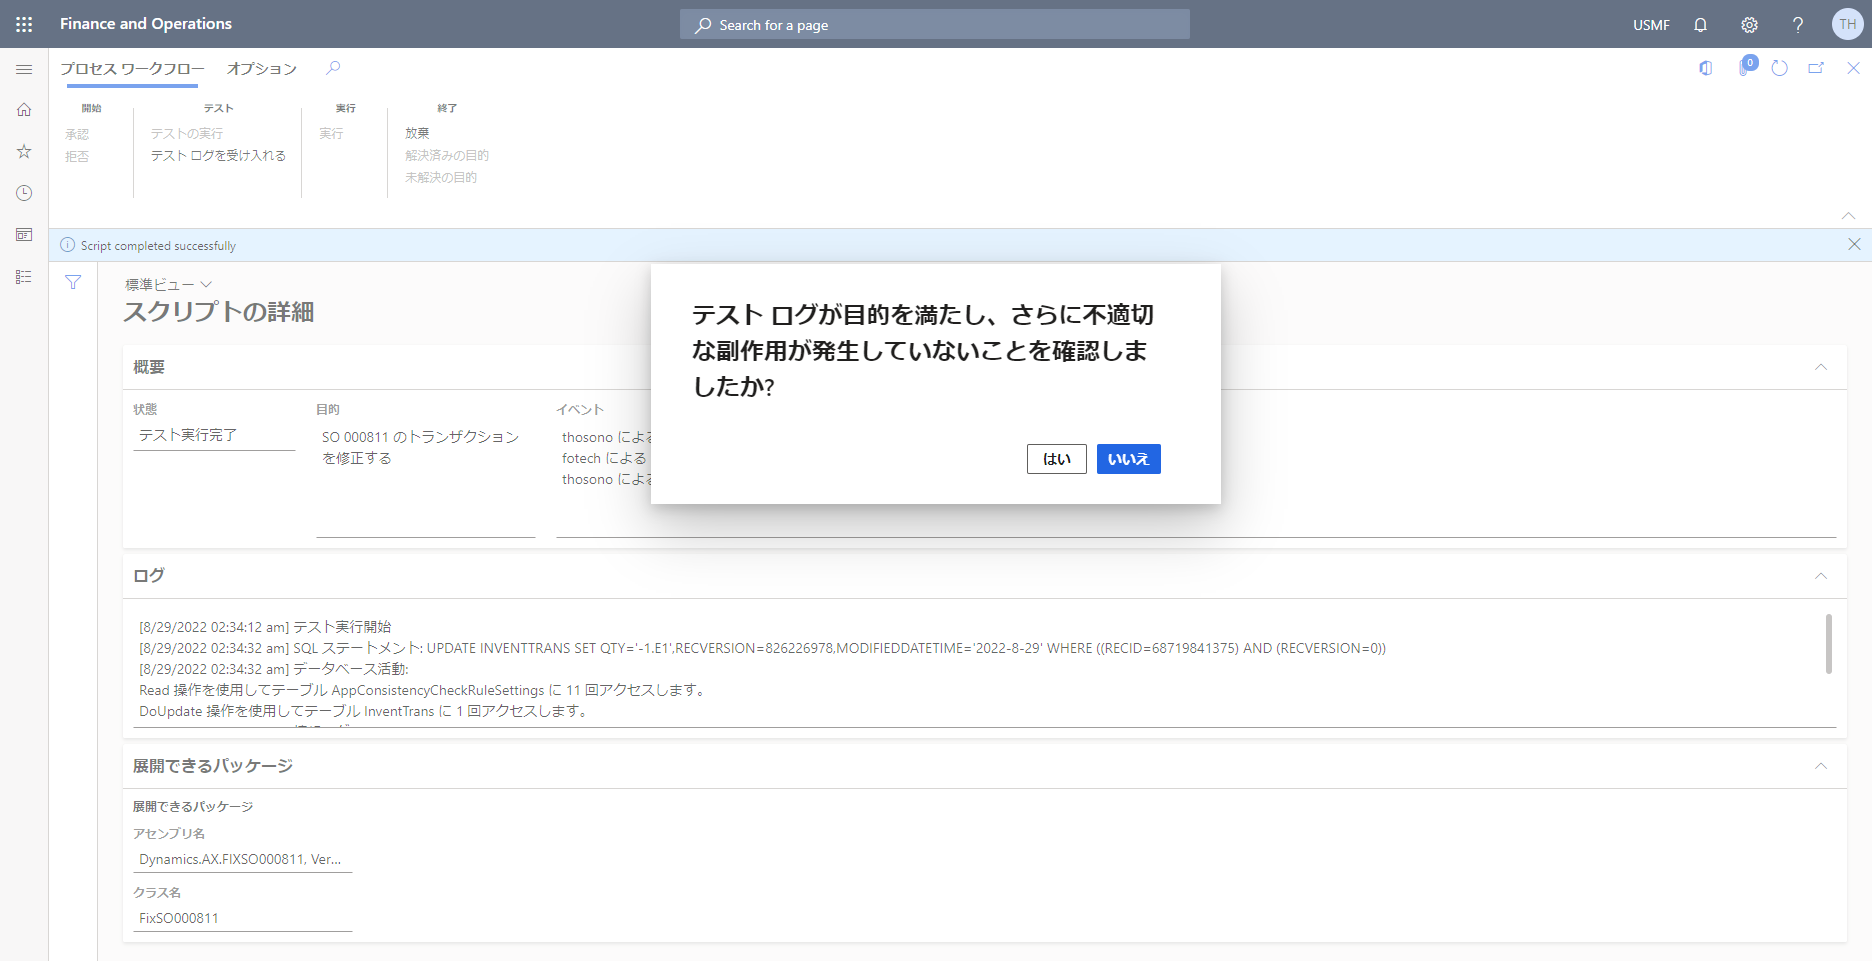 Finance and Operations
Search for a page
USMF
TH
プロセス ワークフロー
オプション
0
開始
承認
拒否
テスト
テストの実行
テスト ログを受け入れる
実行
実行
終了
放棄
解決済みの目的
未解決の目的
Script completed successfully
標準ビュー
スクリプトの詳細
テスト ログが目的を満たし、さらに不適切
な副作用が発生していないことを確認しま
したか?
はい
いいえ
概要
状態
テスト実行完了
目的
SO 000811 のトランザクション
を修正する
イベント
thosono によ
fotech による
thosono によ
ログ
[8/29/2022 02:34:12 am] テスト実行開始
[8/29/2022 02:34:32 am] SQL ステートメント: UPDATE INVENTTRANS SET QTY='-1.E1',RECVERSION=826226978,MODIFIEDDATETIME='2022-8-29' WHERE ((RECID=68719841375) AND (RECVERSION=0))
[8/29/2022 02:34:32 am] データベース活動:
Read 操作を使用してテーブル AppConsistencyCheckRuleSettings に 11 回アクセスします。
DoUpdate 操作を使用してテーブル InventTrans に 1 回アクセスします。
展開できるパッケージ
展開できるパッケージ
アセンブリ名
Dynamics.AX.FIXSO000811, Ver...
クラス名
FixSO000811